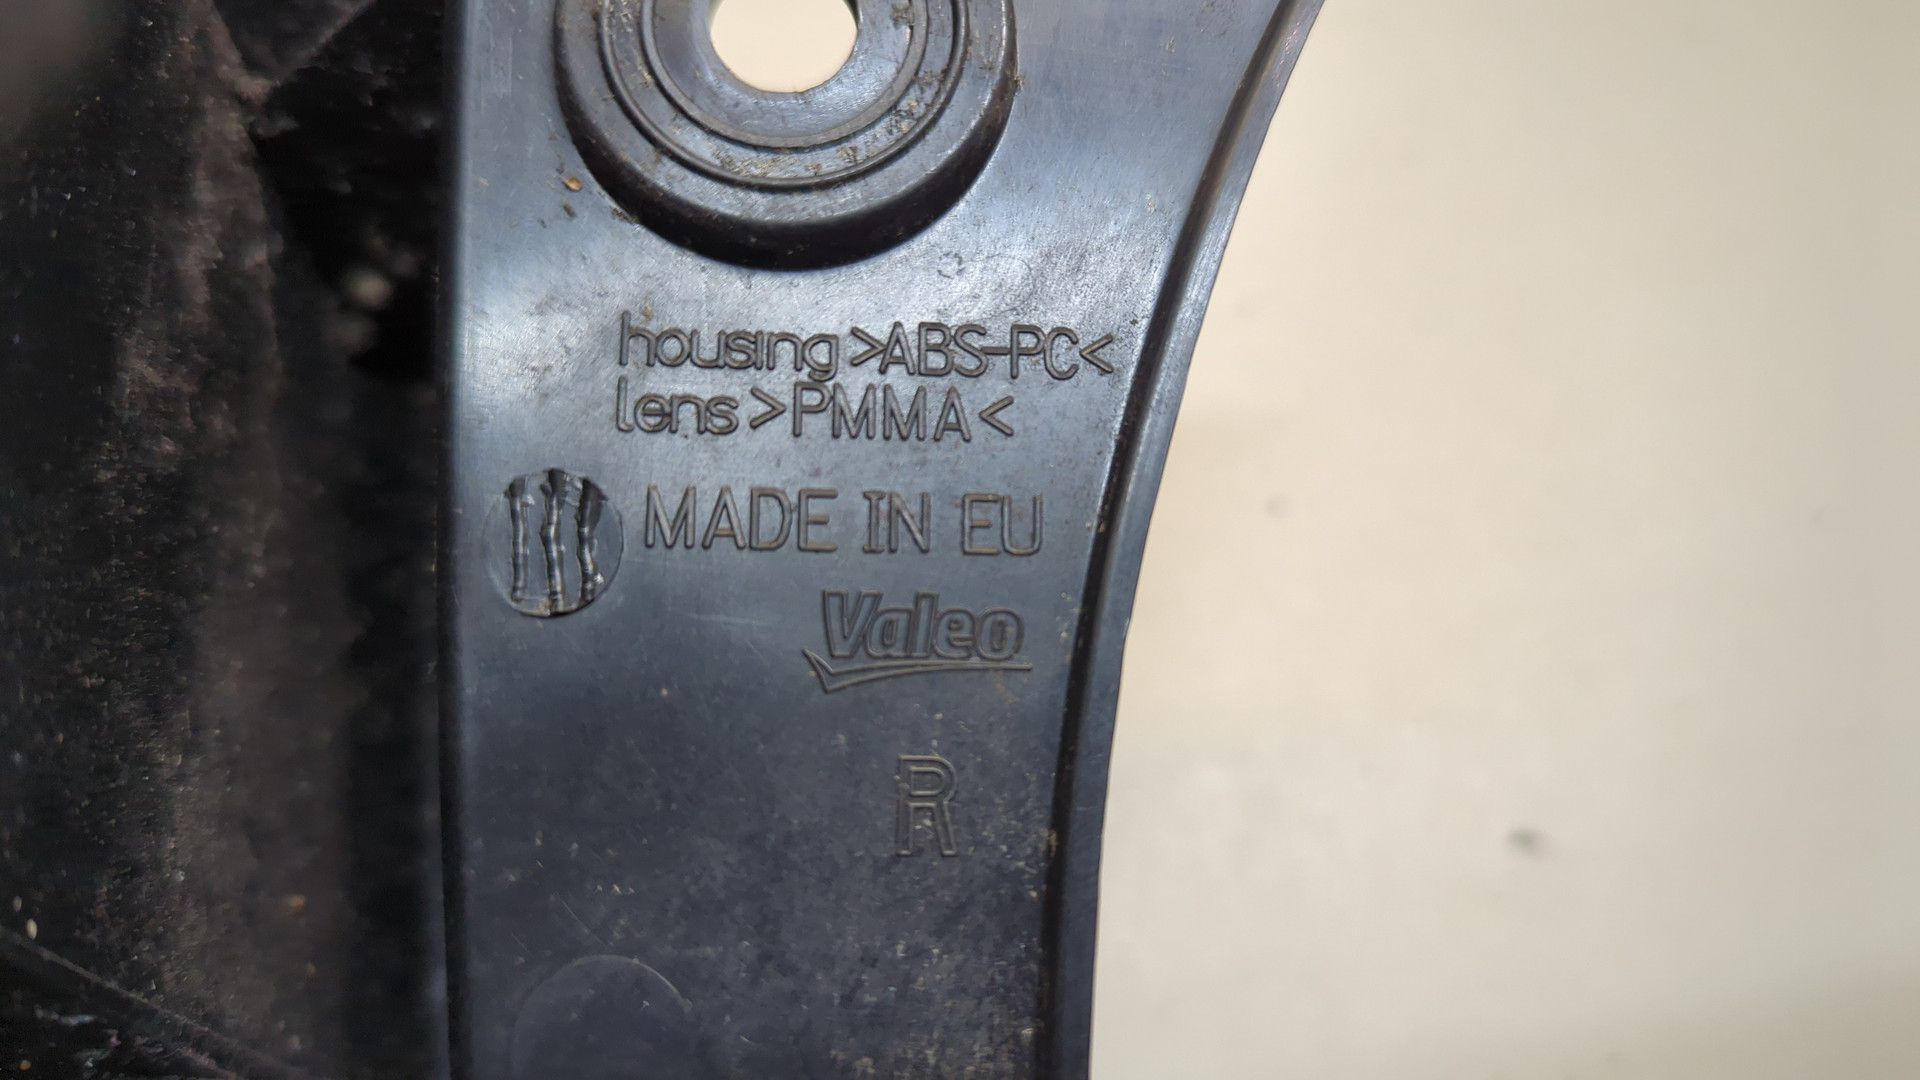 housing >ABS-PC<
lens >PMMA<
MADE IN EU
Valeo
R